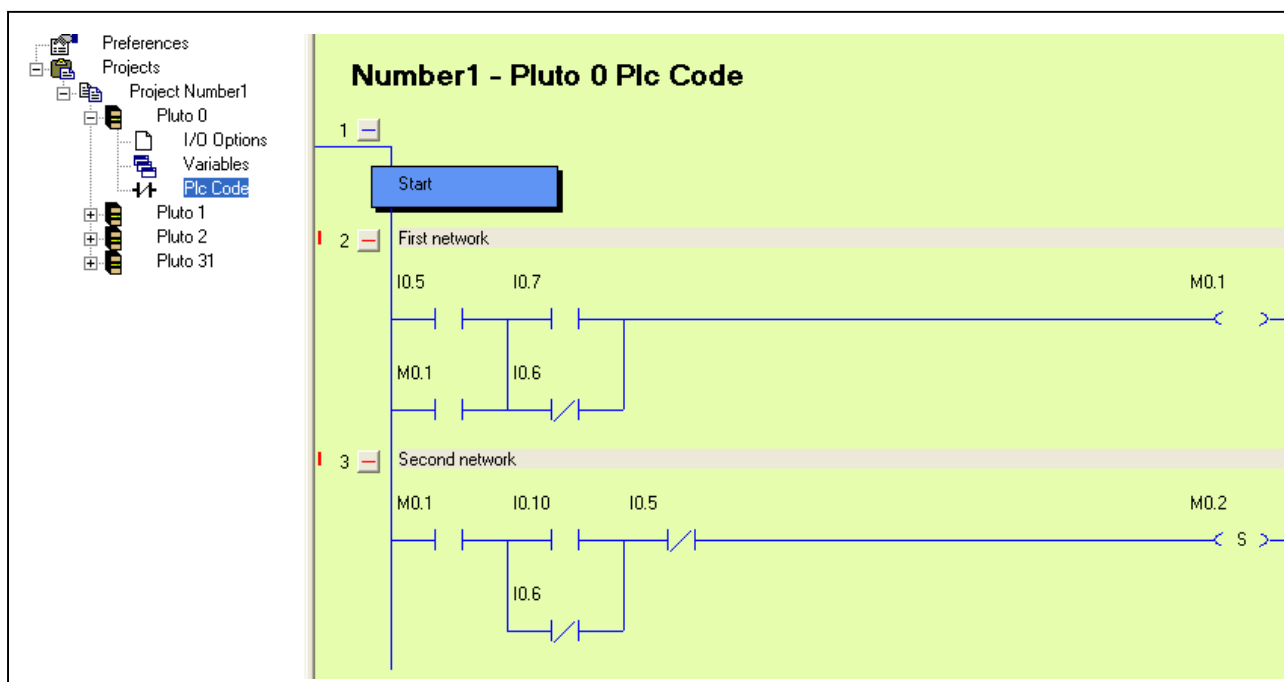 Preferences
Projects
Project Number1
Pluto 0
I/O Options
Variables
Plc Code
Pluto 1
Pluto 2
Pluto 31
Number1 - Pluto 0 Plc Code
1
Start
2 First network
I0.5 I0.7 M0.1
M0.1 I0.6
3 Second network
M0.1 I0.10 I0.5 M0.2
S
I0.6